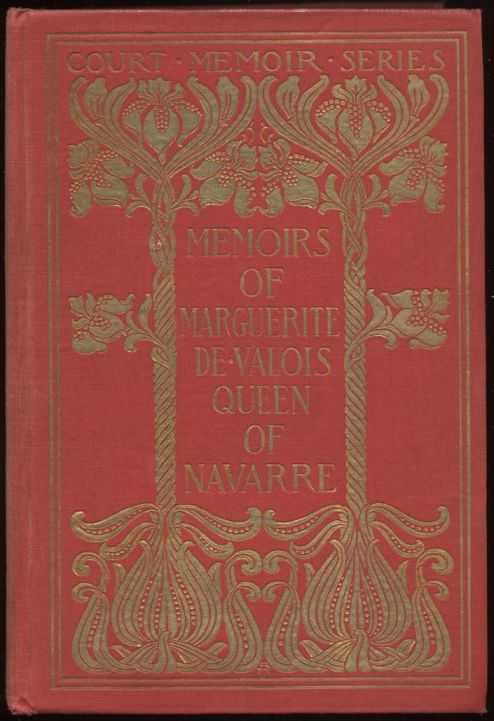 COURT · MEMOIR · SERIES
MEMOIRS
OF
MARGUERITE
DE · VALOIS
QUEEN
OF
NAVARRE